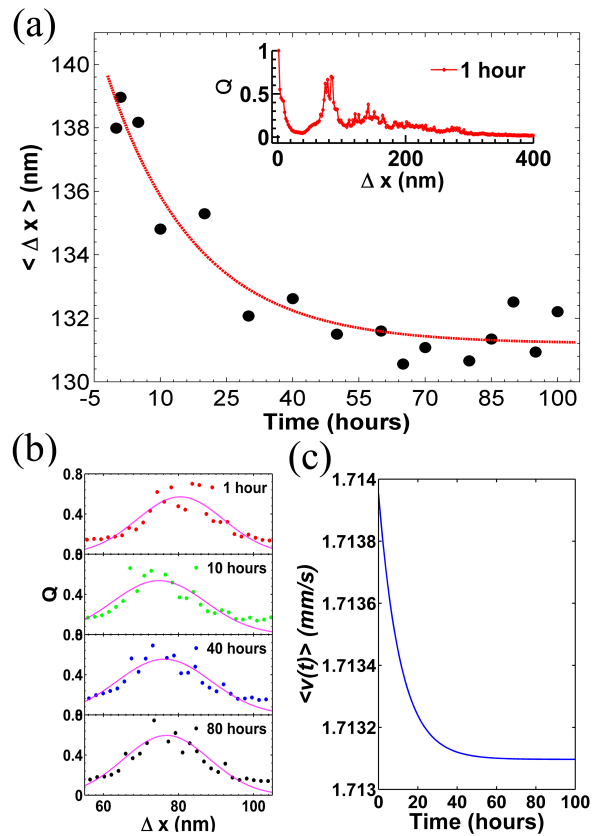 (a)
140
138
136
134
132
130
< Δ x > (nm)
-5 10 25 40 55 70 85 100
Time (hours)
1
0.5
0
Q
1 hour
0 200 400
Δ x (nm)
(b)
0.8
0.4
0.8
0.4
0.8
0.4
0.8
0.4
0
Q
1 hour
10 hours
40 hours
80 hours
60 80 100
Δ x (nm)
(c)
1.714
1.7138
1.7136
1.7134
1.7132
1.713
<v(t)> (mm/s)
0 20 40 60 80 100
Time (hours)